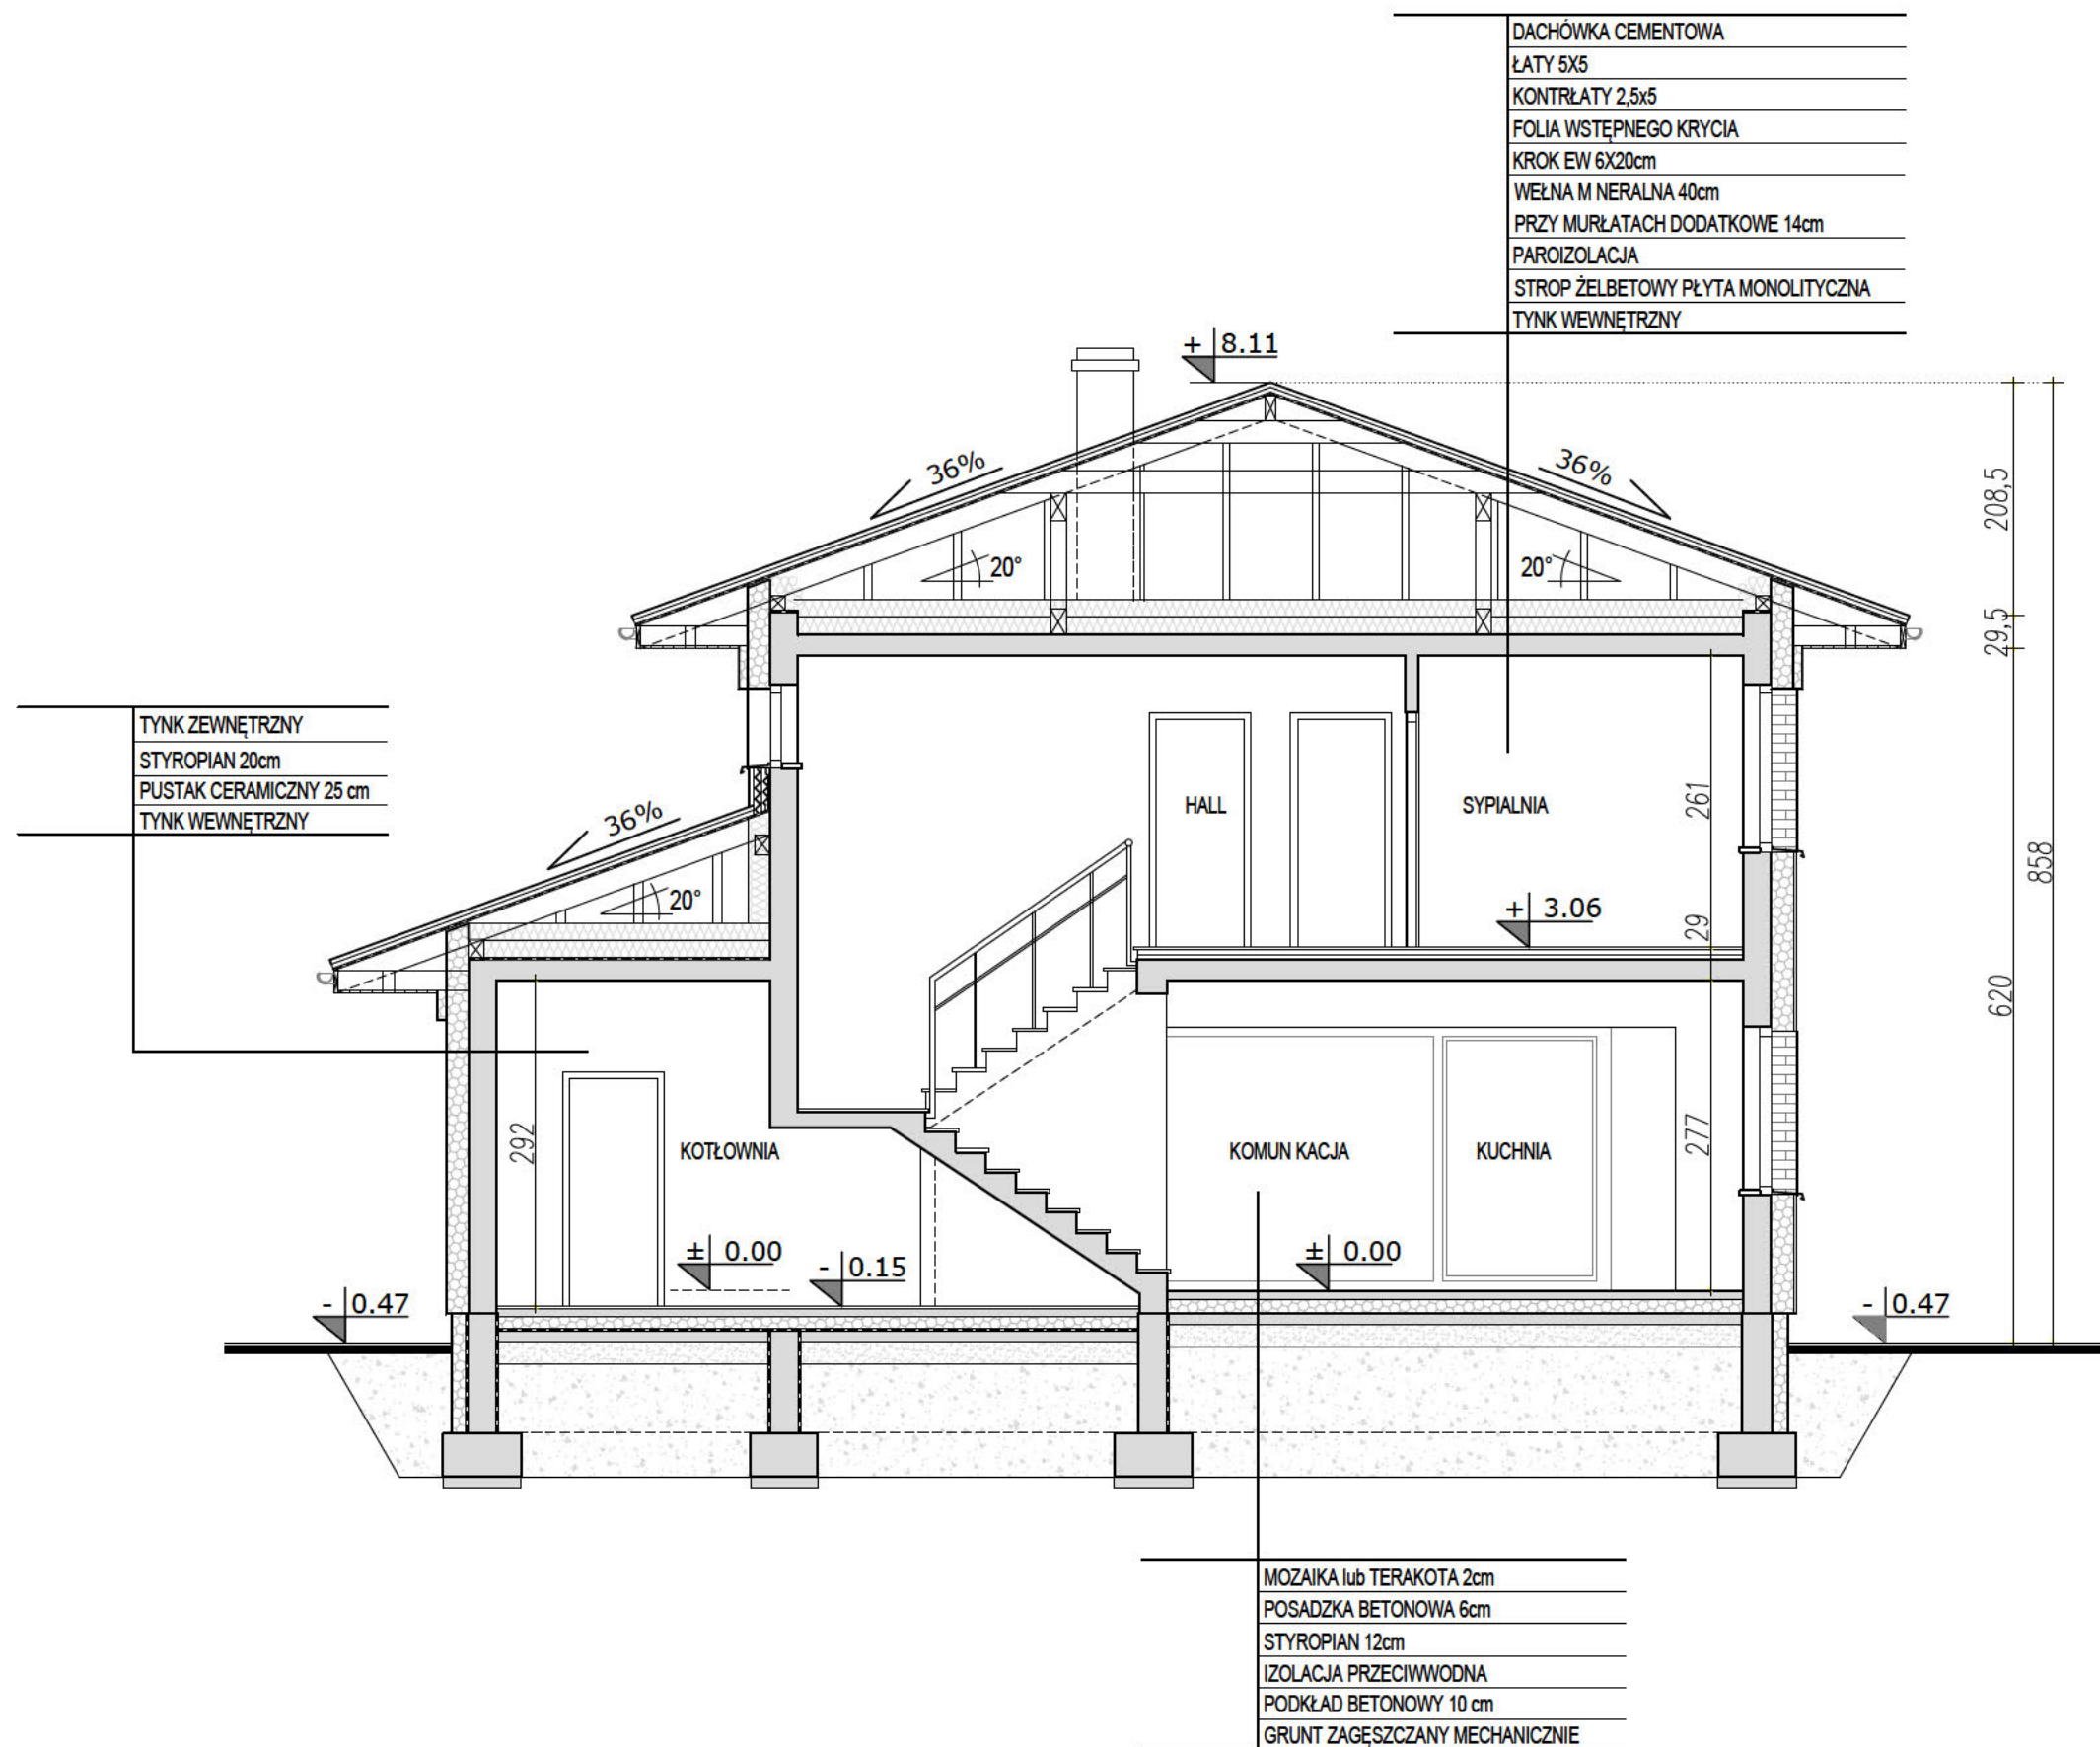 DACHÓWKA CEMENTOWA
ŁATY 5X5
KONTRŁATY 2,5x5
FOLIA WSTĘPNEGO KRYCIA
KROK EW 6X20cm
WEŁNA M NERALNA 40cm
PRZY MURŁATACH DODATKOWE 14cm
PAROIZOLACJA
STROP ŻELBETOWY PŁYTA MONOLITYCZNA
TYNK WEWNĘTRZNY
+ 8.11
36%
36%
208,5
20°
20°
29,5
TYNK ZEWNĘTRZNY
STYROPIAN 20cm
PUSTAK CERAMICZNY 25 cm
TYNK WEWNĘTRZNY
36%
HALL
SYPIALNIA
261
858
20°
+ 3.06
29
620
292
KOTŁOWNIA
KOMUN KACJA
KUCHNIA
277
± 0.00
- 0.15
± 0.00
- 0.47
- 0.47
MOZAIKA lub TERAKOTA 2cm
POSADZKA BETONOWA 6cm
STYROPIAN 12cm
IZOLACJA PRZECIWWODNA
PODKŁAD BETONOWY 10 cm
GRUNT ZAGĘSZCZANY MECHANICZNIE